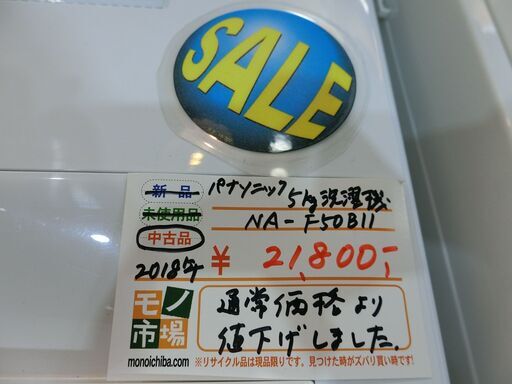 SALE
新品 パナソニック 5kg洗濯機
未使用品 NA-F50B11
中古品
2018年 ¥21,800-
モノ市場
通常価格より
値下げしました.
monoichiba.com ※リサイクル品は現品限りです。見つけた時がズバリ買い時です!